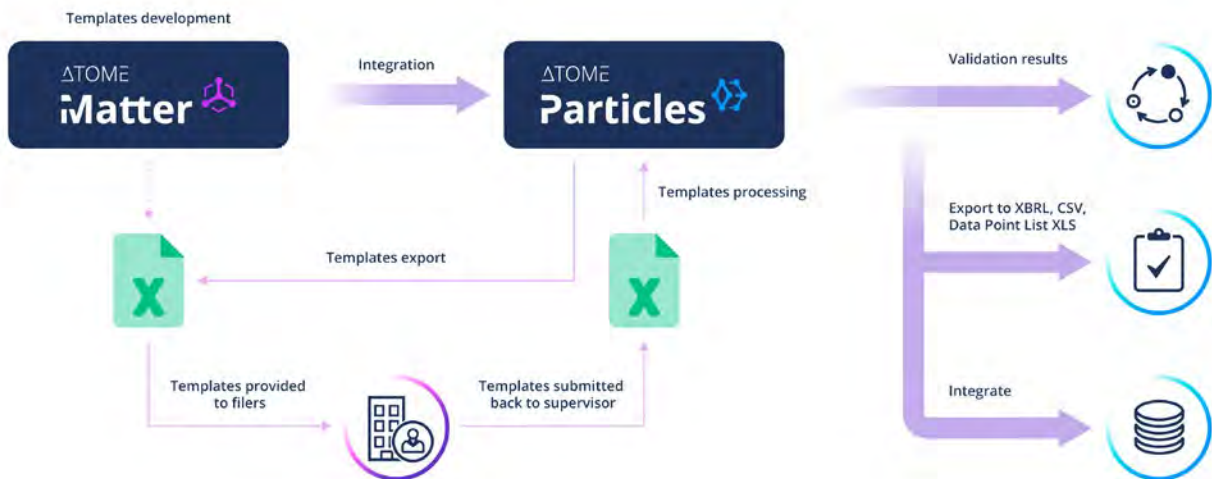 Templates development
ATOME
Matter
Integration
ATOME
Particles
Validation results
Templates processing
Export to XBRL, CSV,
Data Point List XLS
Templates export
X
X
Templates provided
to filers
Templates submitted
back to supervisor
Integrate